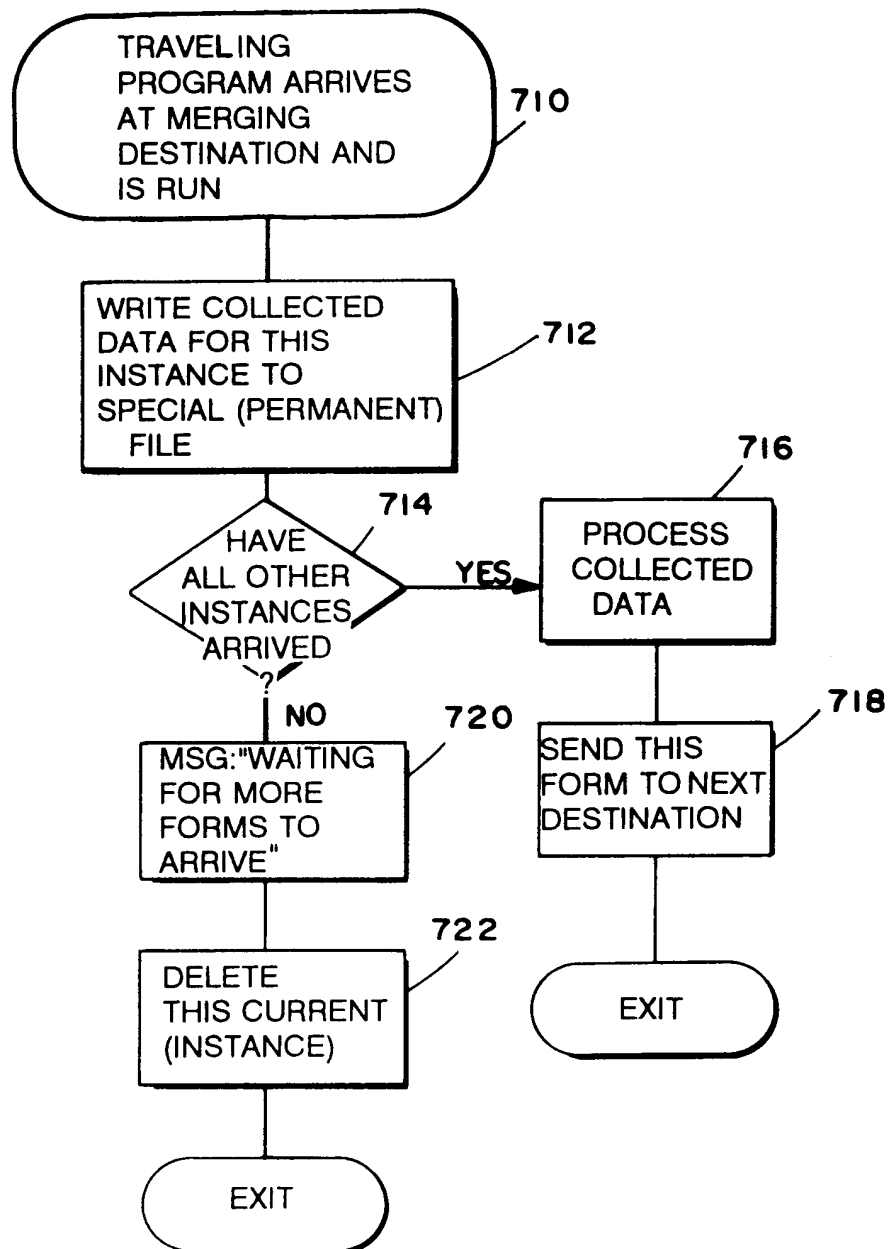 TRAVELING
PROGRAM ARRIVES
AT MERGING
DESTINATION AND
IS RUN
710
WRITE COLLECTED
DATA FOR THIS
INSTANCE TO
SPECIAL (PERMANENT)
FILE
712
HAVE
ALL OTHER
INSTANCES
ARRIVED
?
714
YES
716
PROCESS
COLLECTED
DATA
718
SEND THIS
FORM TO NEXT
DESTINATION
EXIT
NO
720
MSG:"WAITING
FOR MORE
FORMS TO
ARRIVE"
722
DELETE
THIS CURRENT
(INSTANCE)
EXIT